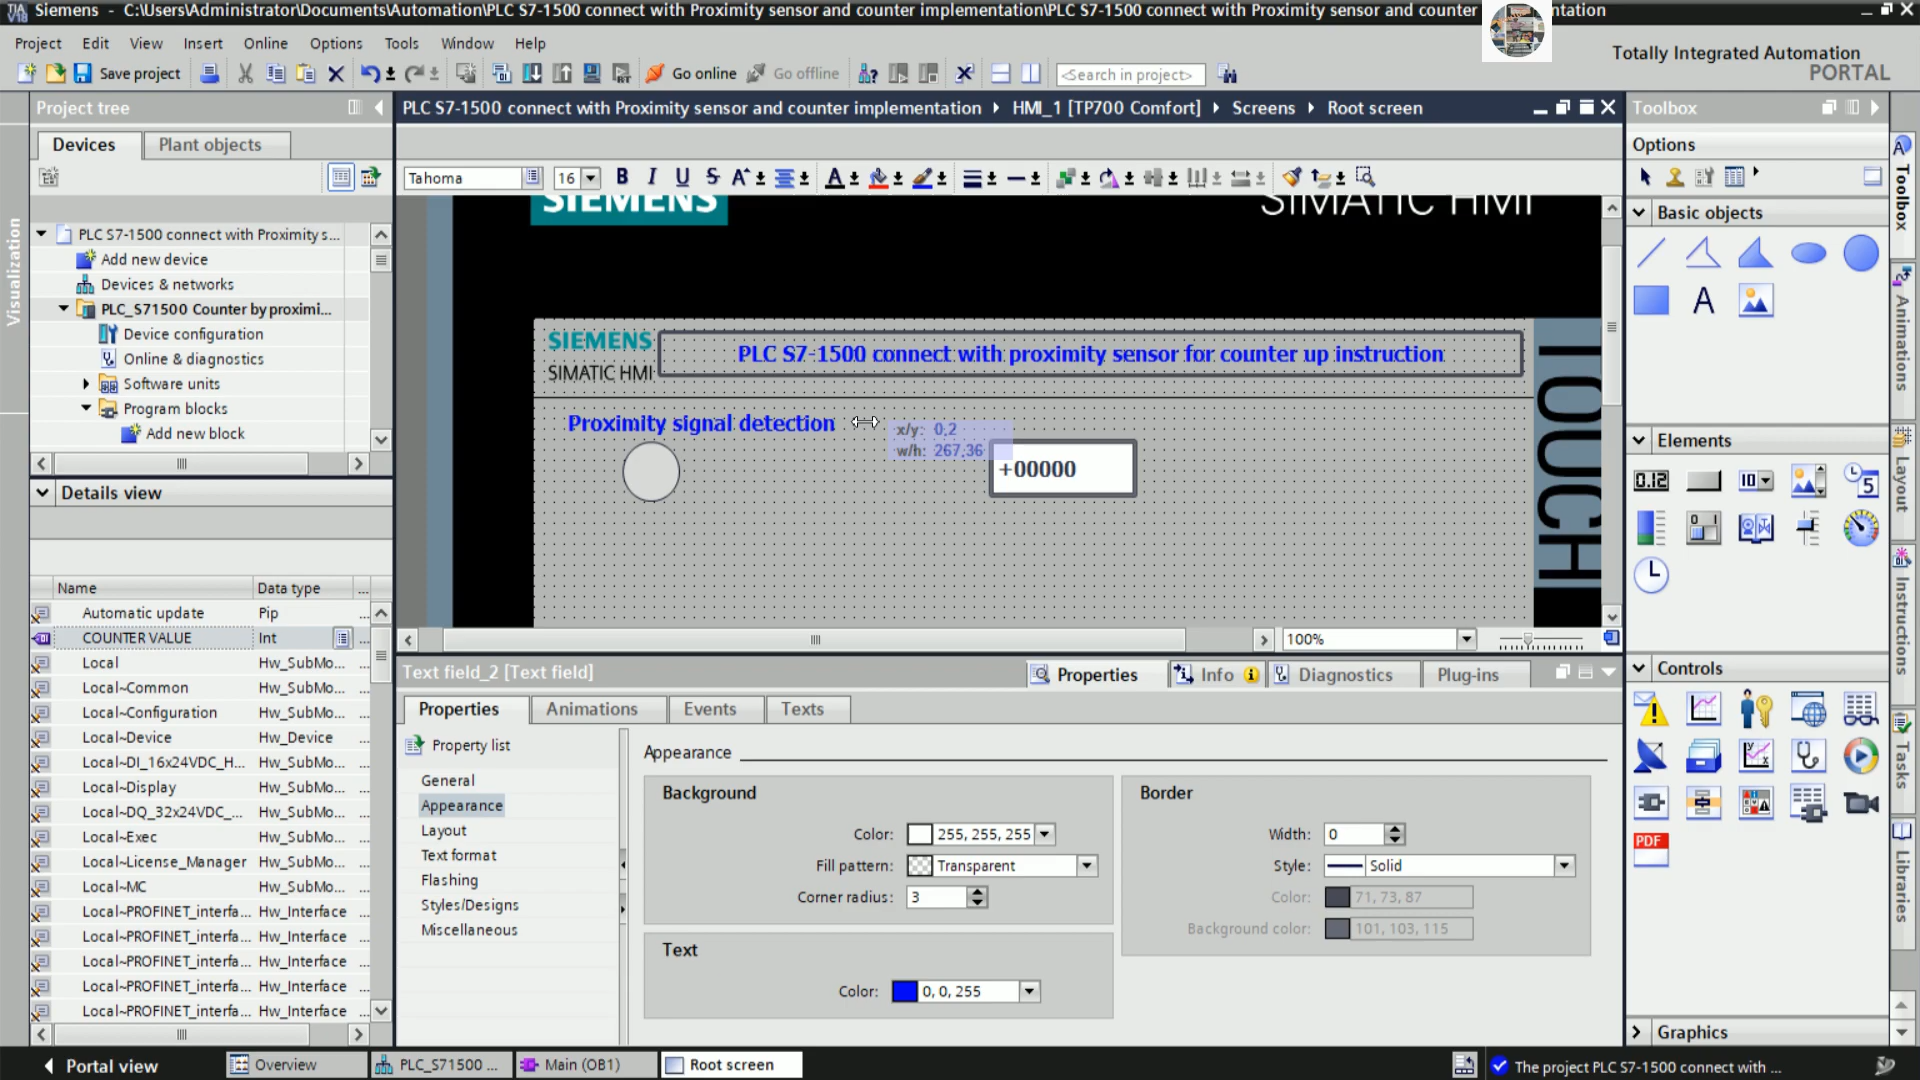 Siemens - C:\Users\Administrator\Documents\Automation\PLC S7-1500 connect with Proximity sensor and counter implementation\PLC S7-1500 connect with Proximity sensor and counter
Project Edit View Insert Online Options Tools Window Help
Totally Integrated Automation
PORTAL
Save project
Go online
Go offline
<Search in project>
Project tree
PLC S7-1500 connect with Proximity sensor and counter implementation HMI_1 [TP700 Comfort] Screens Root screen
Toolbox
Devices
Plant objects
Options
Tahoma
16
Visualization
PLC S7-1500 connect with Proximity s...
Add new device
Devices & networks
PLC_S71500 Counter by proximi...
Device configuration
Online & diagnostics
Software units
Program blocks
Add new block
SIEMENS
SIMATIC HMI
SIEMENS
SIMATIC HMI
PLC S7-1500 connect with proximity sensor for counter up instruction
Proximity signal detection
x/y: 0,2
w/h: 267,36
+00000
TOUCH
100%
Basic objects
Elements
Controls
PDF
Graphics
Toolbox
Animations
Layout
Instructions
Tasks
Libraries
Details view
Name Data type ...
Automatic update Pip ...
COUNTER VALUE Int ...
Local Hw_SubMo... ...
Local~Common Hw_SubMo... ...
Local~Configuration Hw_SubMo... ...
Local~Device Hw_Device ...
Local~DI_16x24VDC_H... Hw_SubMo... ...
Local~Display Hw_SubMo... ...
Local~DQ_32x24VDC_... Hw_SubMo... ...
Local~Exec Hw_SubMo... ...
Local~License_Manager Hw_SubMo... ...
Local~MC Hw_SubMo... ...
Local~PROFINET_interfa... Hw_Interface ...
Local~PROFINET_interfa... Hw_Interface ...
Local~PROFINET_interfa... Hw_Interface ...
Local~PROFINET_interfa... Hw_Interface ...
Local~PROFINET_interfa... Hw_Interface ...
Text field_2 [Text field]
Properties
Info
Diagnostics
Plug-ins
Properties
Animations
Events
Texts
Property list
General
Appearance
Layout
Text format
Flashing
Styles/Designs
Miscellaneous
Appearance
Background
Color: 255, 255, 255
Fill pattern: Transparent
Corner radius: 3
Text
Color: 0, 0, 255
Border
Width: 0
Style: Solid
Color: 71, 73, 87
Background color: 101, 103, 115
Portal view
Overview
PLC_S71500 ...
Main (OB1)
Root screen
The project PLC S7-1500 connect with ...